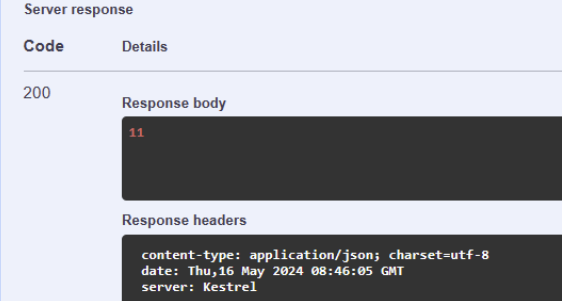 Server response
Code Details
200
Response body
11
Response headers
content-type: application/json; charset=utf-8
date: Thu,16 May 2024 08:46:05 GMT
server: Kestrel